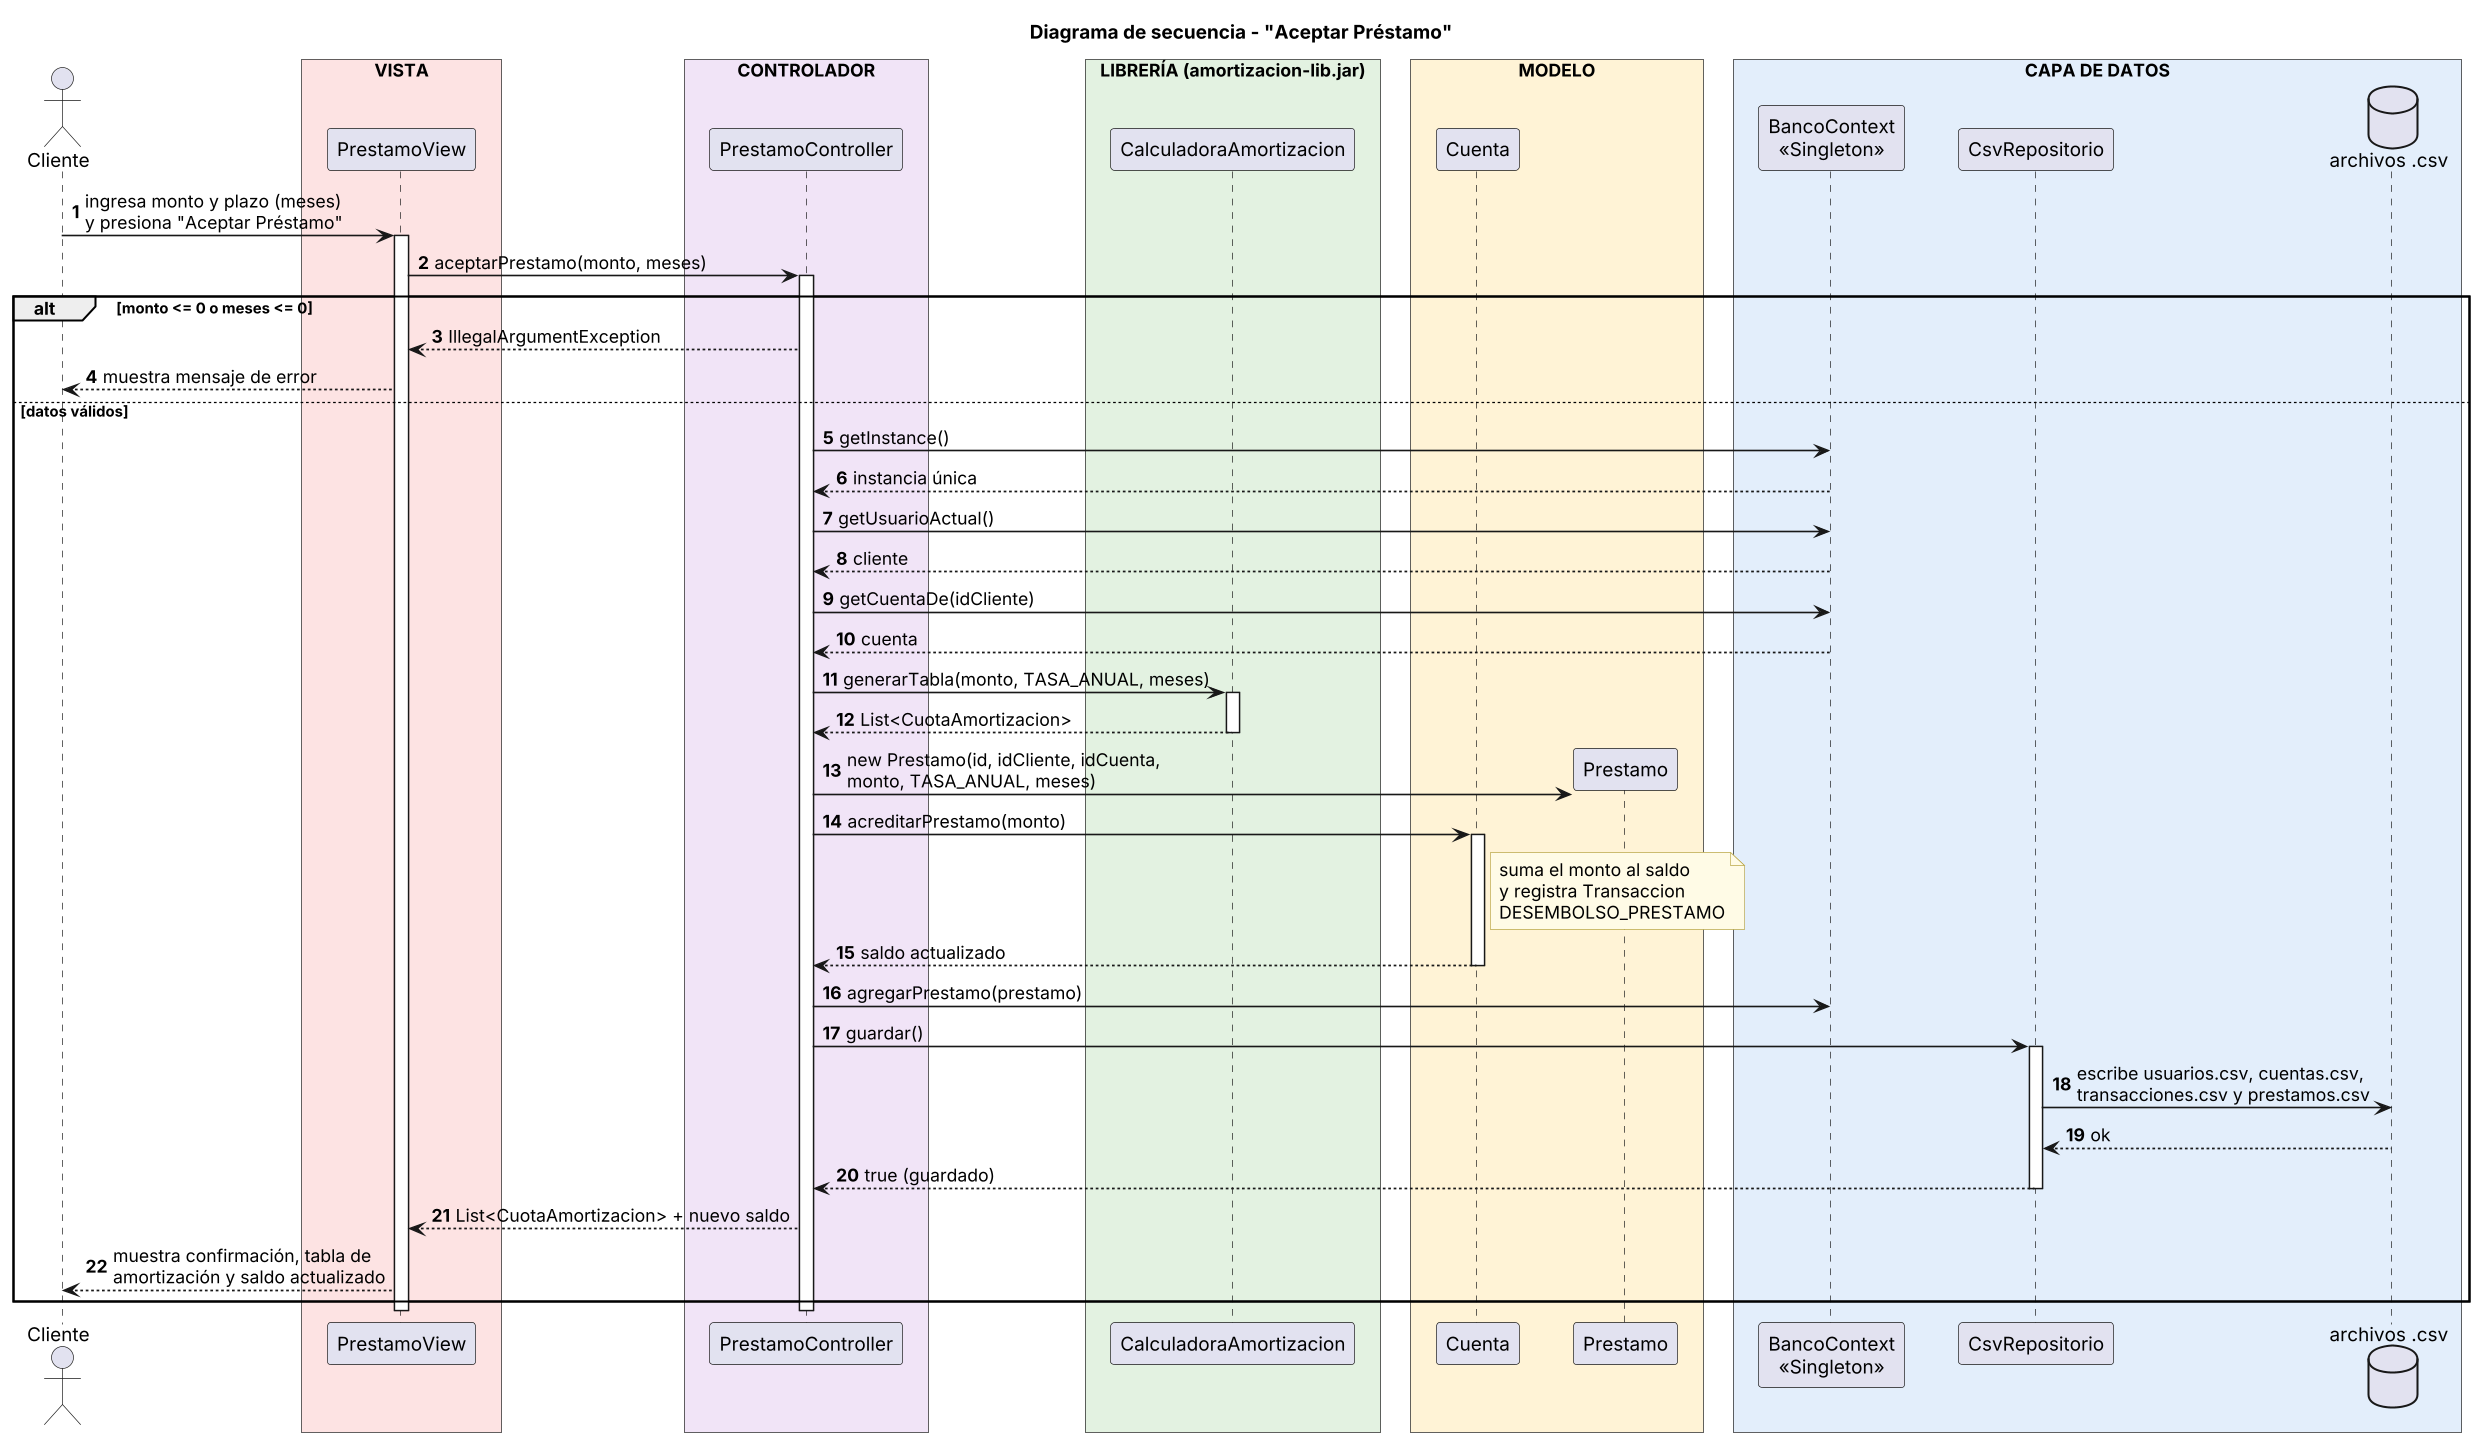 Diagrama de secuencia - "Aceptar Préstamo"
VISTA
CONTROLADOR
LIBRERÍA (amortizacion-lib.jar)
MODELO
CAPA DE DATOS
Cliente
PrestamoView
PrestamoController
CalculadoraAmortizacion
Cuenta
BancoContext
«Singleton»
CsvRepositorio
archivos .csv
1 ingresa monto y plazo (meses)
y presiona "Aceptar Préstamo"
2 aceptarPrestamo(monto, meses)
alt [monto <= 0 o meses <= 0]
3 IllegalArgumentException
4 muestra mensaje de error
[datos válidos]
5 getInstance()
6 instancia única
7 getUsuarioActual()
8 cliente
9 getCuentaDe(idCliente)
10 cuenta
11 generarTabla(monto, TASA_ANUAL, meses)
12 List<CuotaAmortizacion>
13 new Prestamo(id, idCliente, idCuenta,
monto, TASA_ANUAL, meses)
Prestamo
14 acreditarPrestamo(monto)
suma el monto al saldo
y registra Transaccion
DESEMBOLSO_PRESTAMO
15 saldo actualizado
16 agregarPrestamo(prestamo)
17 guardar()
18 escribe usuarios.csv, cuentas.csv,
transacciones.csv y prestamos.csv
19 ok
20 true (guardado)
21 List<CuotaAmortizacion> + nuevo saldo
22 muestra confirmación, tabla de
amortización y saldo actualizado
Cliente
PrestamoView
PrestamoController
CalculadoraAmortizacion
Cuenta
Prestamo
BancoContext
«Singleton»
CsvRepositorio
archivos .csv